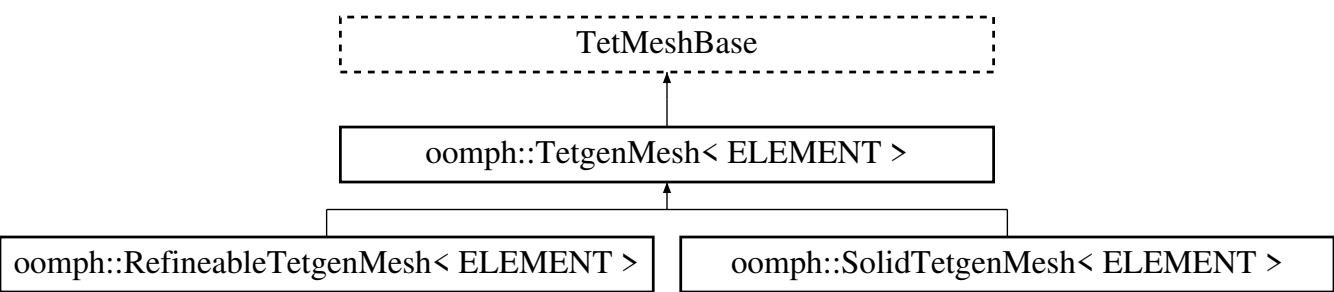 TetMeshBase
oomph::TetgenMesh< ELEMENT >
oomph::RefineableTetgenMesh< ELEMENT >
oomph::SolidTetgenMesh< ELEMENT >